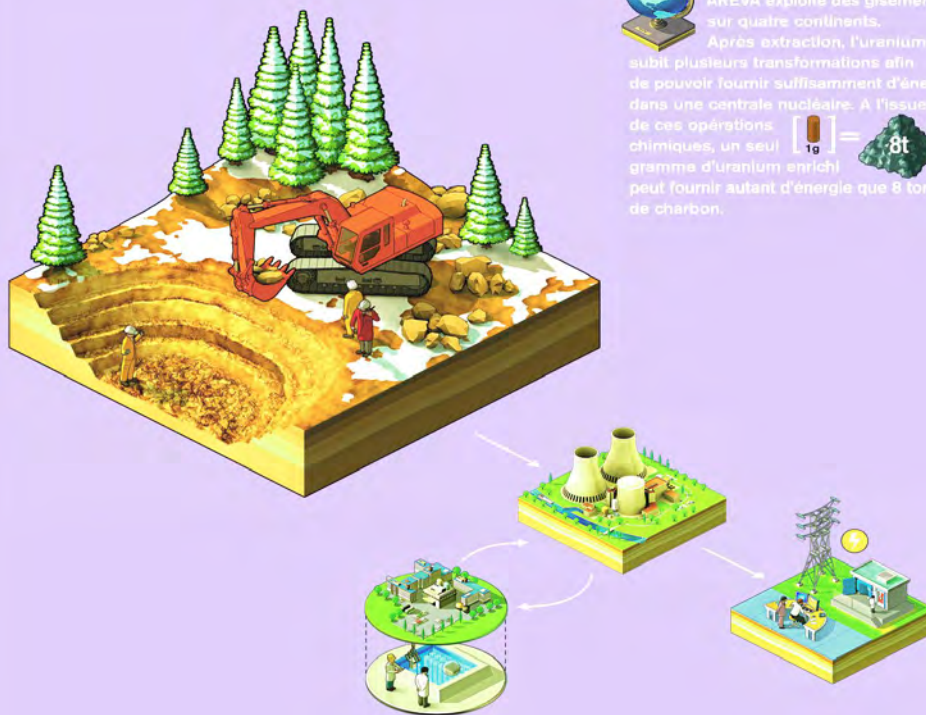 AREVA exploite des gisemen
sur quatre continents.
Après extraction, l'uranium
subit plusieurs transformations afin
de pouvoir fournir suffisamment d'éne
dans une centrale nucléaire. A l'issue
de ces opérations
chimiques, un seul
gramme d'uranium enrichi
peut fournir autant d'énergie que 8 ton
de charbon.
1g
=
8t